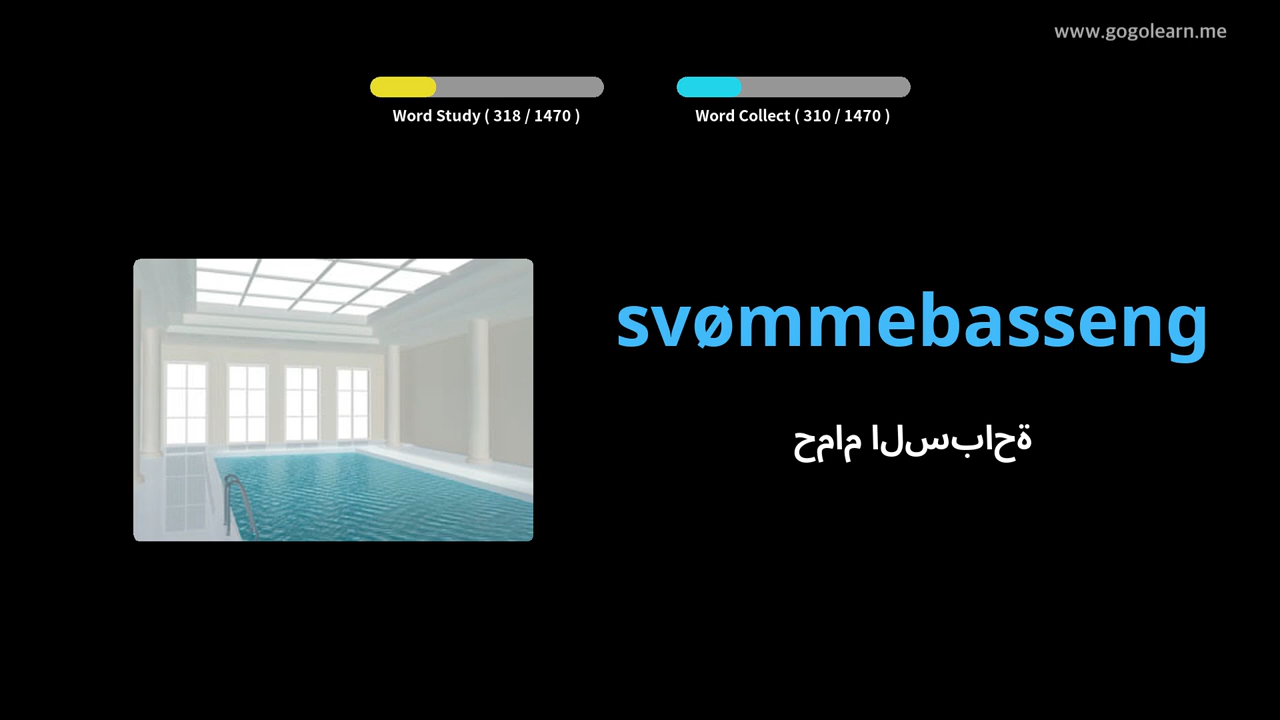 www.gogolearn.me
Word Study ( 318 / 1470 )
Word Collect ( 310 / 1470 )
svømmebasseng
حمام السباحة